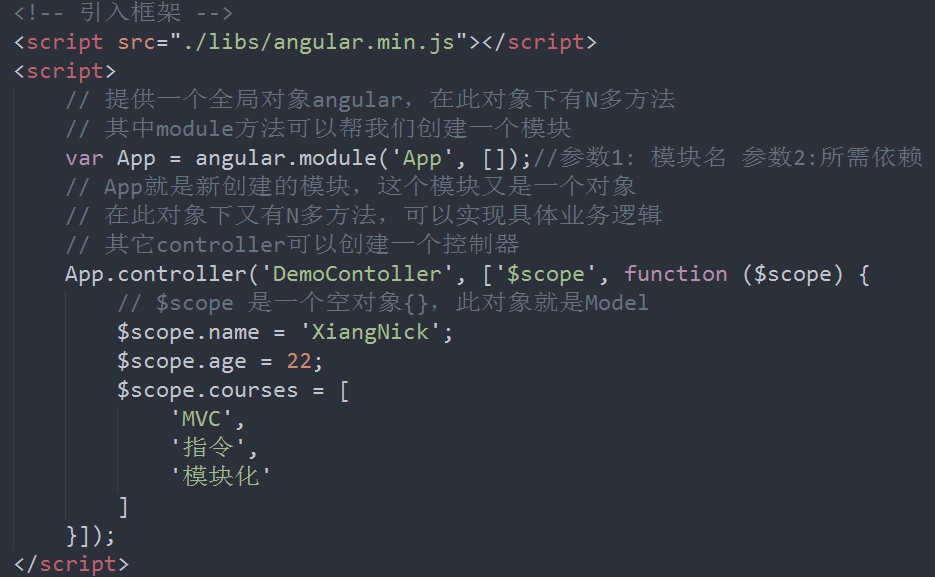 <!-- 引入框架 -->
<script src="./libs/angular.min.js"></script>
<script>
    // 提供一个全局对象angular，在此对象下有N多方法
    // 其中module方法可以帮我们创建一个模块
    var App = angular.module('App', []);//参数1: 模块名 参数2:所需依赖
    // App就是新创建的模块，这个模块又是一个对象
    // 在此对象下又有N多方法，可以实现具体业务逻辑
    // 其它controller可以创建一个控制器
    App.controller('DemoContoller', ['$scope', function ($scope) {
        // $scope 是一个空对象{}，此对象就是Model
        $scope.name = 'XiangNick';
        $scope.age = 22;
        $scope.courses = [
            'MVC',
            '指令',
            '模块化'
        ]
    }]);
</script>